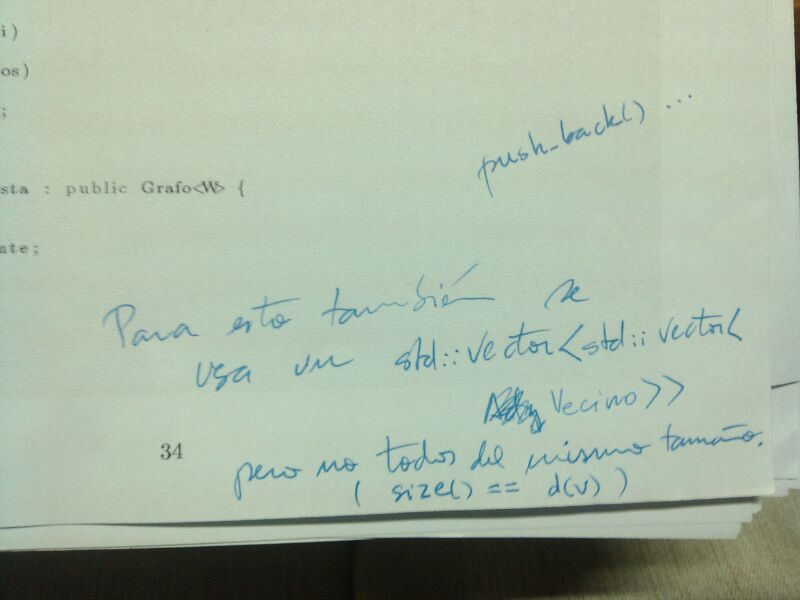 i)
os)
;
push_back() ...
sta : public Grafo<W> {
nte;
Para esto también se
usa un std::vector<std::vector<
Vecino>>
34
pero no todos del mismo tamaño.
( size() == d(v) )